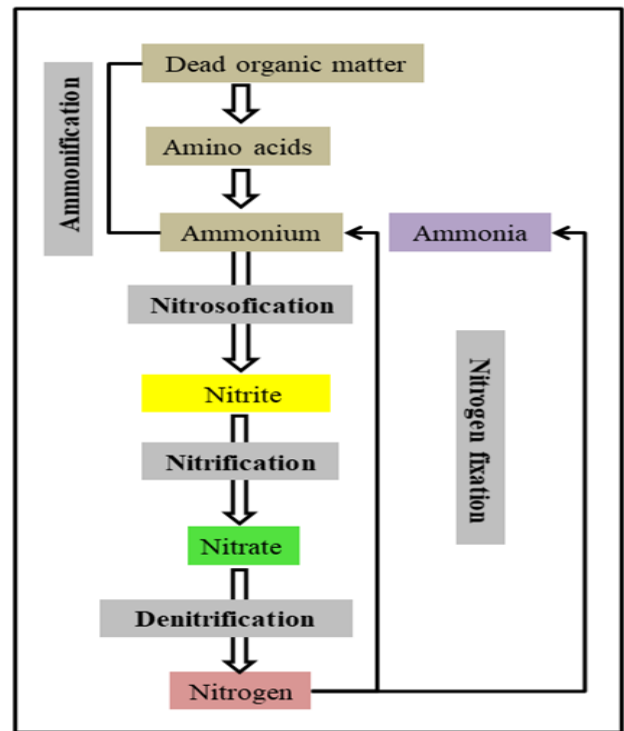 Dead organic matter
Ammonification
Amino acids
Ammonium
Ammonia
Nitrosofication
Nitrite
Nitrogen fixation
Nitrification
Nitrate
Denitrification
Nitrogen